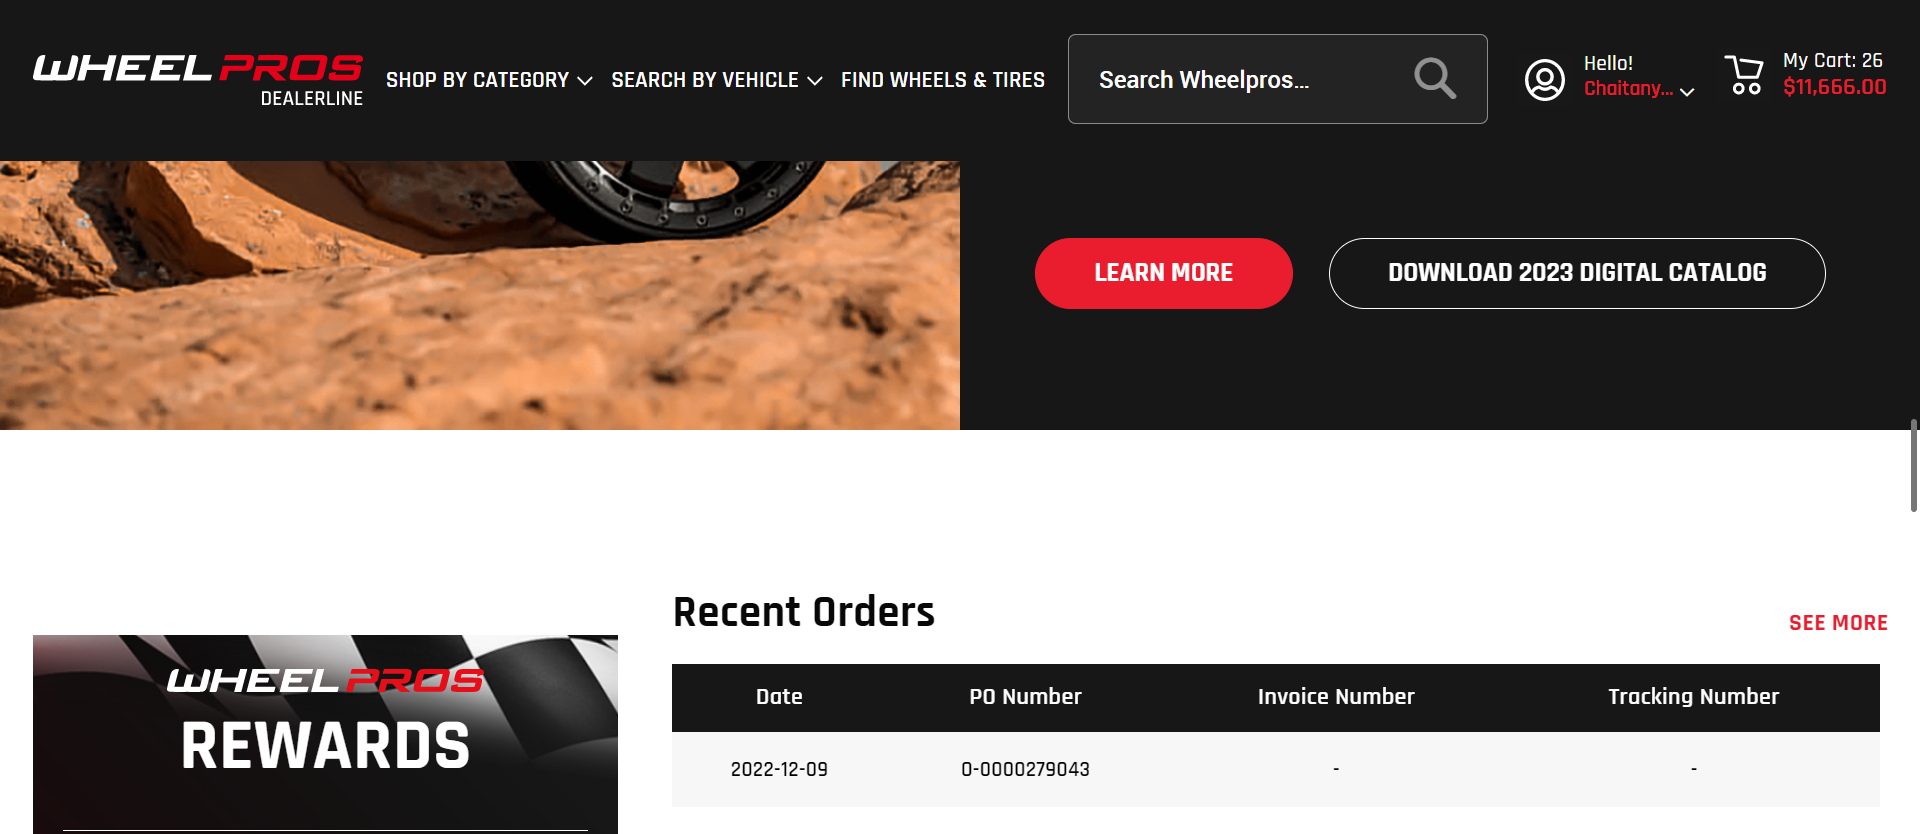 WHEEL PROS
DEALERLINE
SHOP BY CATEGORY
SEARCH BY VEHICLE
FIND WHEELS & TIRES
Search Wheelpros...
Hello!
Chaitany...
My Cart: 26
$11,666.00
LEARN MORE
DOWNLOAD 2023 DIGITAL CATALOG
WHEEL PROS
REWARDS
Recent Orders
SEE MORE
Date PO Number Invoice Number Tracking Number
2022-12-09 0-0000279043 - -